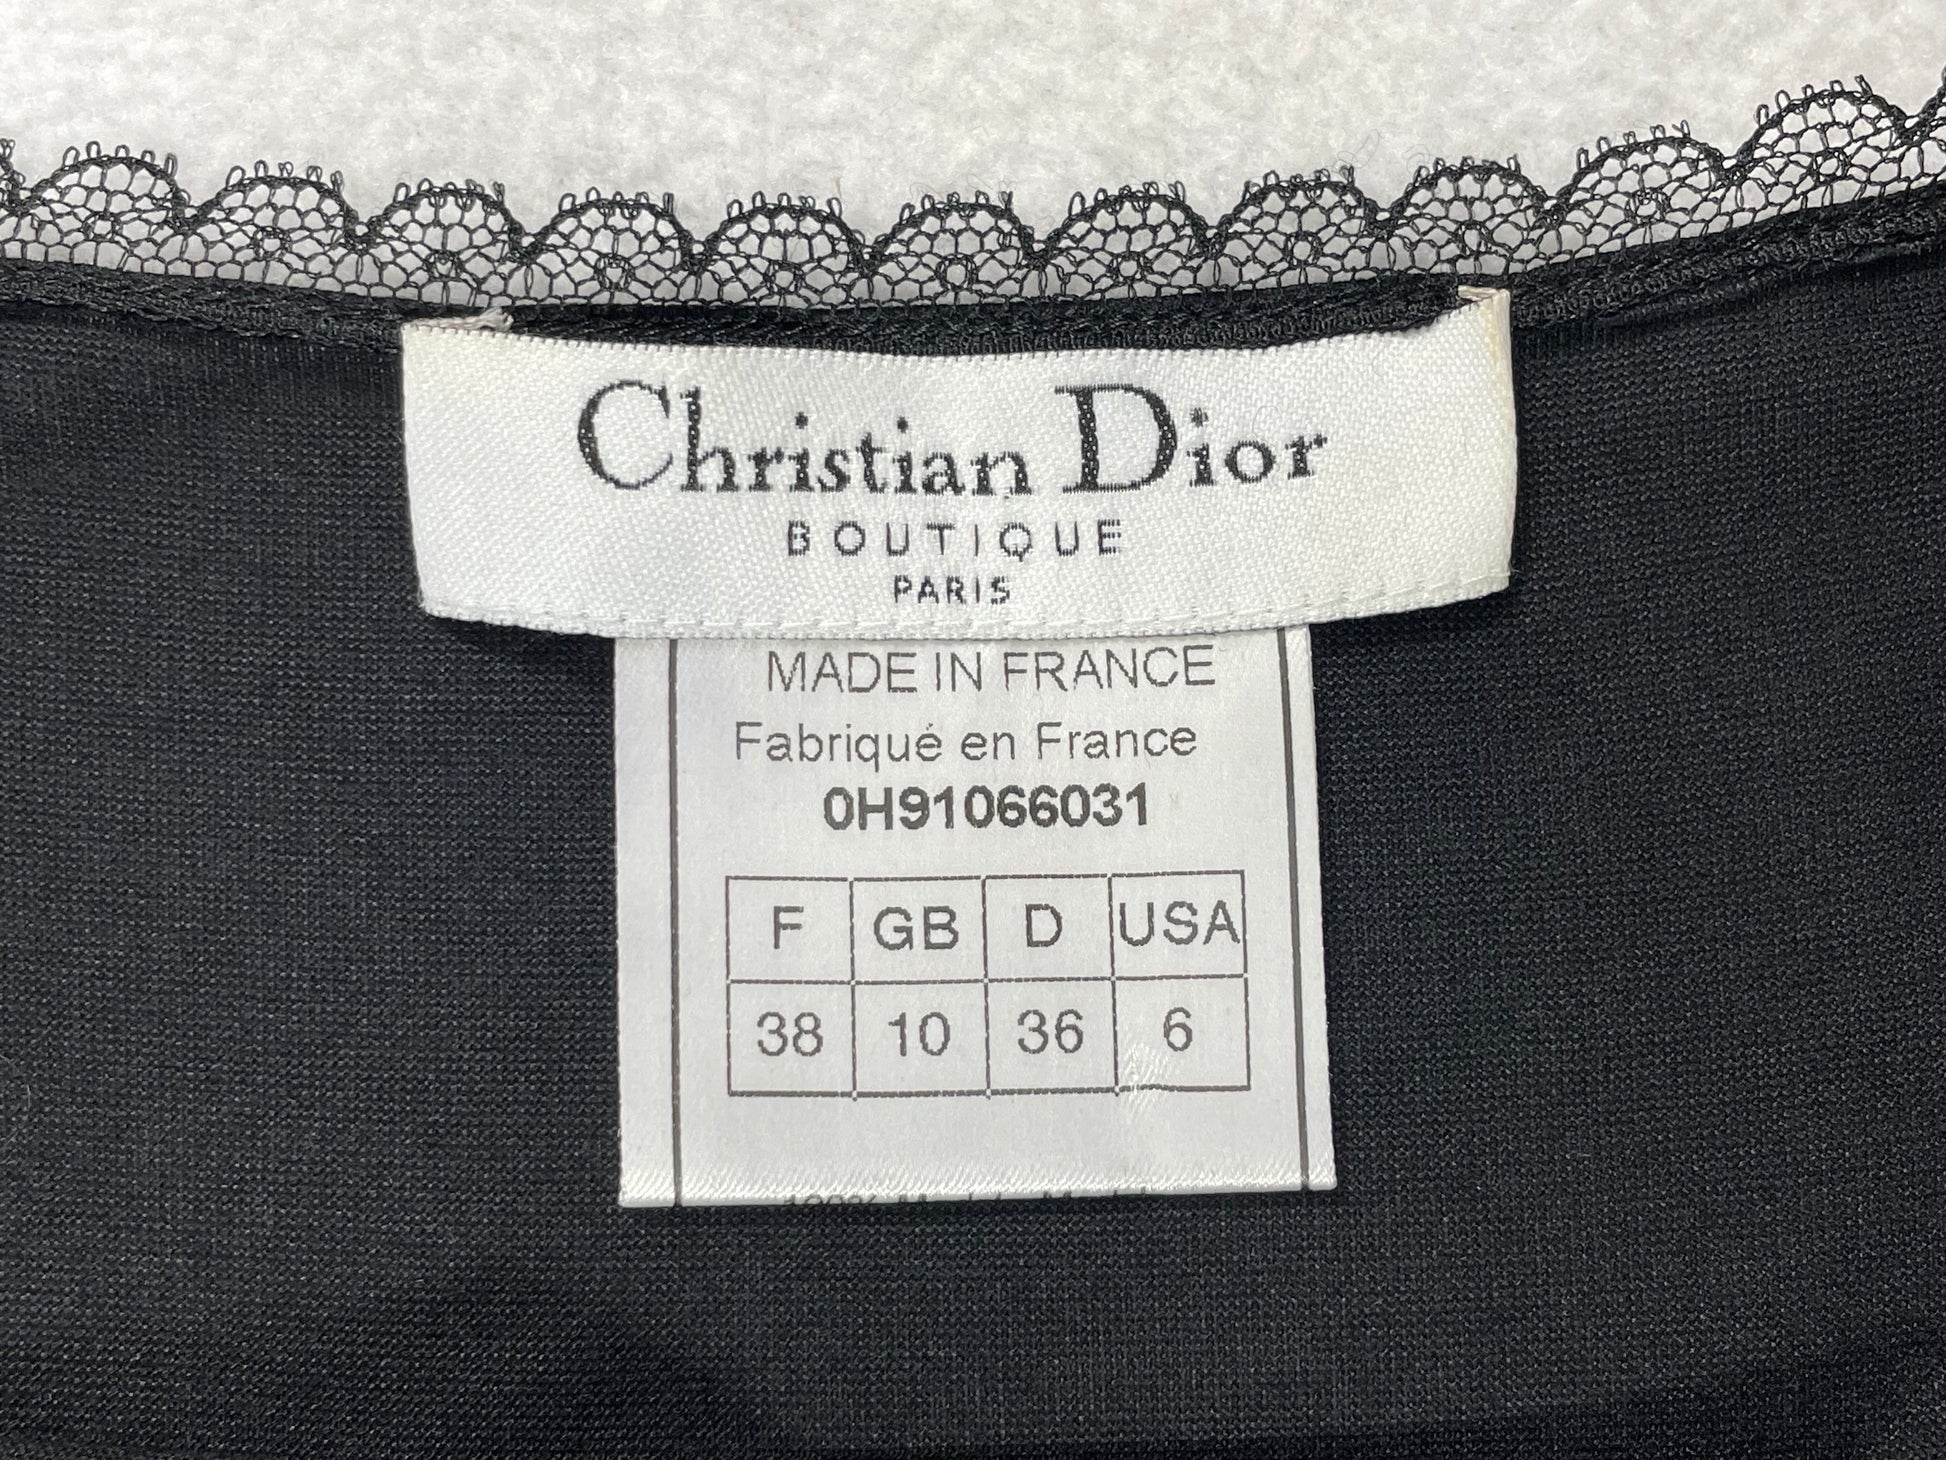 Christian Dior
BOUTIQUE
PARIS
MADE IN FRANCE
Fabriqué en France
0H91066031
F GB D USA
38 10 36 6